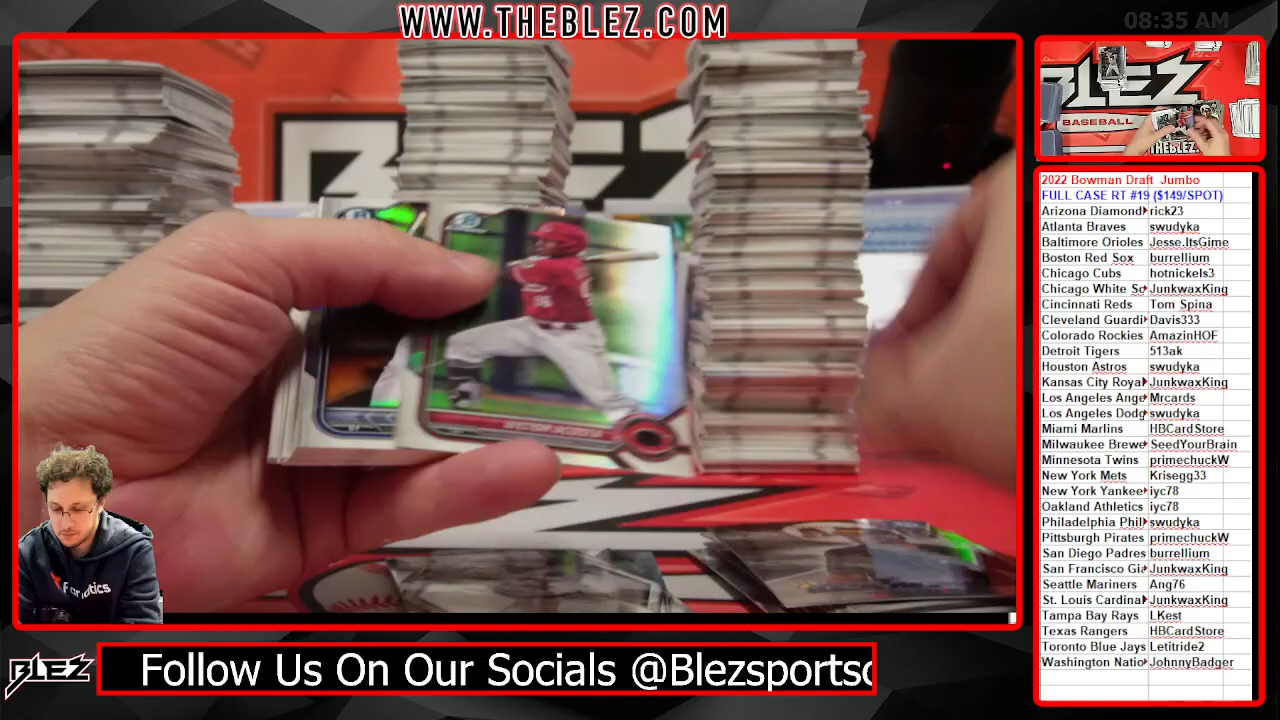 WWW.THEBLEZ.COM
08:35 AM
BLEZ
BASEBALL
THEBLEZ.
2022 Bowman Draft Jumbo
FULL CASE RT #19 ($149/SPOT)
Arizona Diamond rick23
Atlanta Braves swudyka
Baltimore Orioles Jesse.ItsGime
Boston Red Sox burrellium
Chicago Cubs hotnickels3
Chicago White So JunkwaxKing
Cincinnati Reds Tom Spina
Cleveland Guardi Davis333
Colorado Rockies AmazinHOF
Detroit Tigers 513ak
Houston Astros swudyka
Kansas City Roya JunkwaxKing
Los Angeles Ange Mrcards
Los Angeles Dodg swudyka
Miami Marlins HBCardStore
Milwaukee Brewe SeedYourBrain
Minnesota Twins primechuckW
New York Mets Krisegg33
New York Yankee iyc78
Oakland Athletics iyc78
Philadelphia Phil swudyka
Pittsburgh Pirates primechuckW
San Diego Padres burrellium
San Francisco Gia JunkwaxKing
Seattle Mariners Ang76
St. Louis Cardina JunkwaxKing
Tampa Bay Rays LKest
Texas Rangers HBCardStore
Toronto Blue Jays Letitride2
Washington Natio JohnnyBadger
BLEZ
Follow Us On Our Socials @Blezsportsc